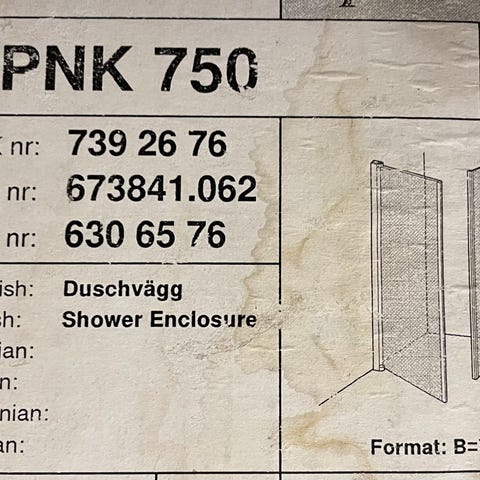 PNK 750
nr: 739 26 76
nr: 673841.062
nr: 630 65 76
ish: Duschvägg
sh: Shower Enclosure
ian:
n:
nian:
an:
Format: B=